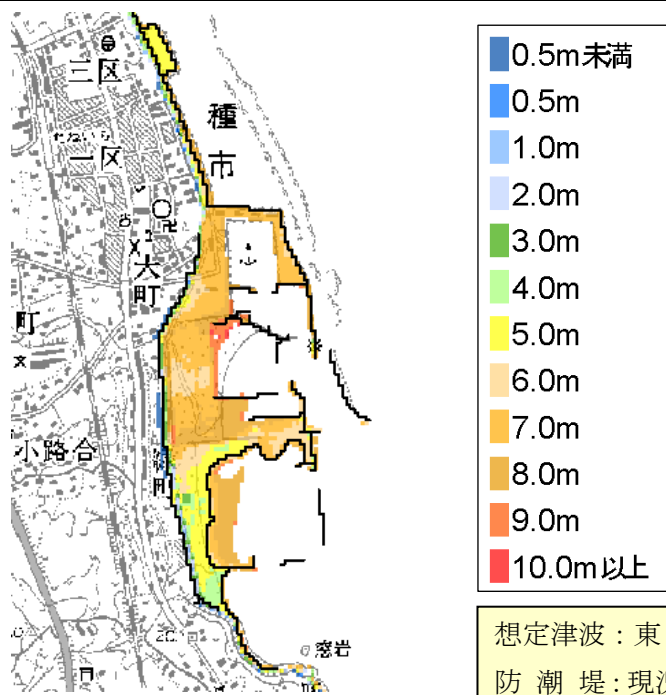 三区
一区
種
市
大
町
町
小路合
窓岩
0.5m未満
0.5m
1.0m
2.0m
3.0m
4.0m
5.0m
6.0m
7.0m
8.0m
9.0m
10.0m以上
想定津波：東
防 潮 堤：現